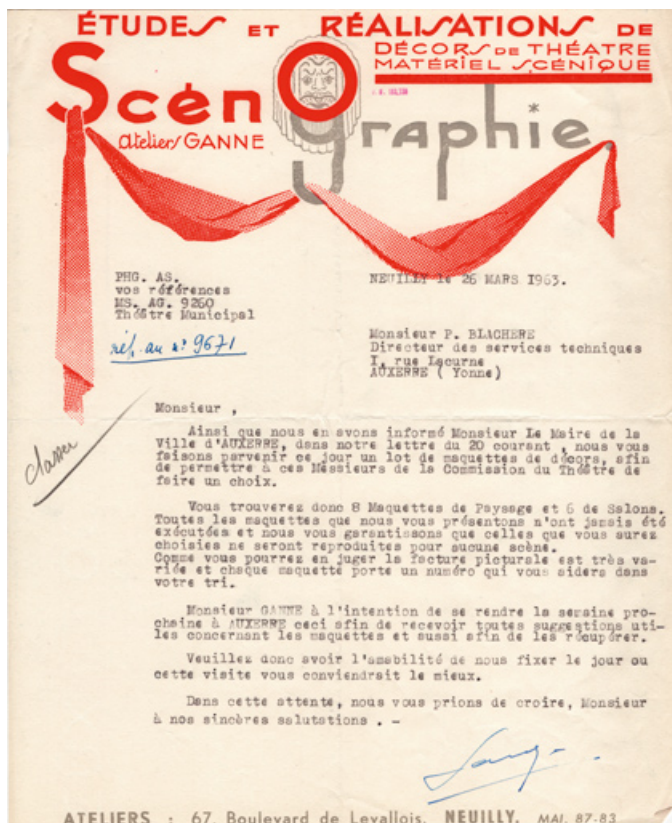 ÉTUDES ET RÉALISATIONS DE
DÉCORS DE THÉATRE
MATÉRIEL SCÉNIQUE
ScénOgraphie.
ateliers GANNE
PHG. AS.
vos références
MS. AG. 9260
Théâtre Municipal
réf. au n° 9671
NEUILLY le 26 MARS I963.
Monsieur P. BLACHERE
Directeur des services techniques
I, rue Lacurne
AUXERRE ( Yonne)
classer
Monsieur ,
Ainsi que nous en avons informé Monsieur Le Maire de la
Ville d'AUXERRE, dans notre lettre du 20 courant , nous vous
faisons parvenir ce jour un lot de maquettes de décors, afin
de permettre à ces Messieurs de la Commission du Théâtre de
faire un choix.
Vous trouverez donc 8 Maquettes de Paysage et 6 de Salons.
Toutes les maquettes que nous vous présentons n'ont jamais été
exécutées et nous vous garantissons que celles que vous aurez
choisies ne seront reproduites pour aucune scène.
Comme vous pourrez en juger la facture picturale est très va-
riée et chaque maquette porte un numéro qui vous aidera dans
votre tri.
Monsieur GANNE à l'intention de se rendre la semaine pro-
chaine à AUXERRE ceci afin de recevoir toutes suggestions uti-
les concernant les maquettes et aussi afin de les récupérer.
Veuillez donc avoir l'amabilité de nous fixer le jour ou
cette visite vous conviendrait le mieux.
Dans cette attente, nous vous prions de croire, Monsieur
à nos sincères salutations . -
ATELIERS : 67, Boulevard de Levallois, NEUILLY. MAI. 87-83